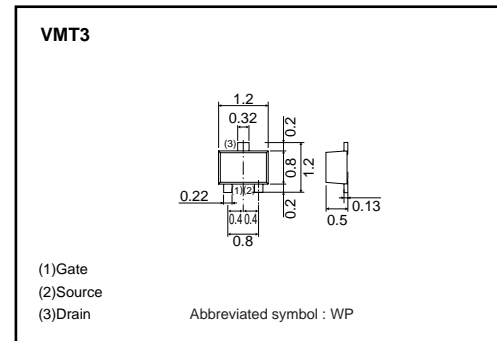 VMT3
1.2
0.32
0.2
(3)
0.8
1.2
0.22
(1)(2)
0.2
0.13
0.4 0.4
0.5
0.8
(1)Gate
(2)Source
(3)Drain
Abbreviated symbol : WP